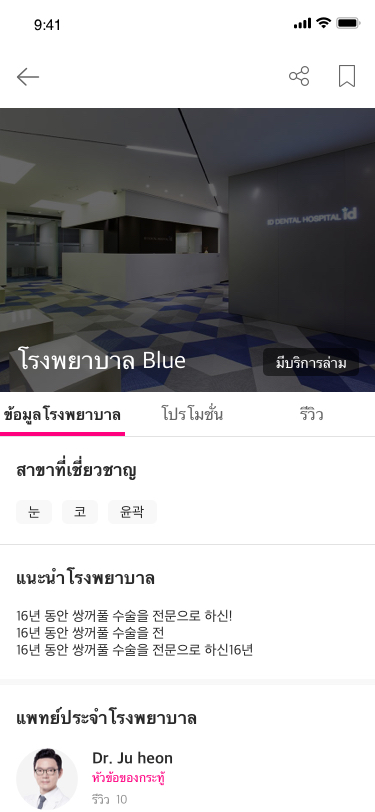 9:41
ID DENTAL HOSPITAL id
โรงพยาบาล Blue
มีบริการล่าม
ข้อมูลโรงพยาบาล
โปรโมชั่น
รีวิว
สาขาที่เชี่ยวชาญ
눈
코
윤곽
แนะนำโรงพยาบาล
16년 동안 쌍꺼풀 수술을 전문으로 하신!
16년 동안 쌍꺼풀 수술을 전
16년 동안 쌍꺼풀 수술을 전문으로 하신16년
แพทย์ประจำโรงพยาบาล
Dr. Ju heon
หัวข้อของกระทู้
รีวิว 10